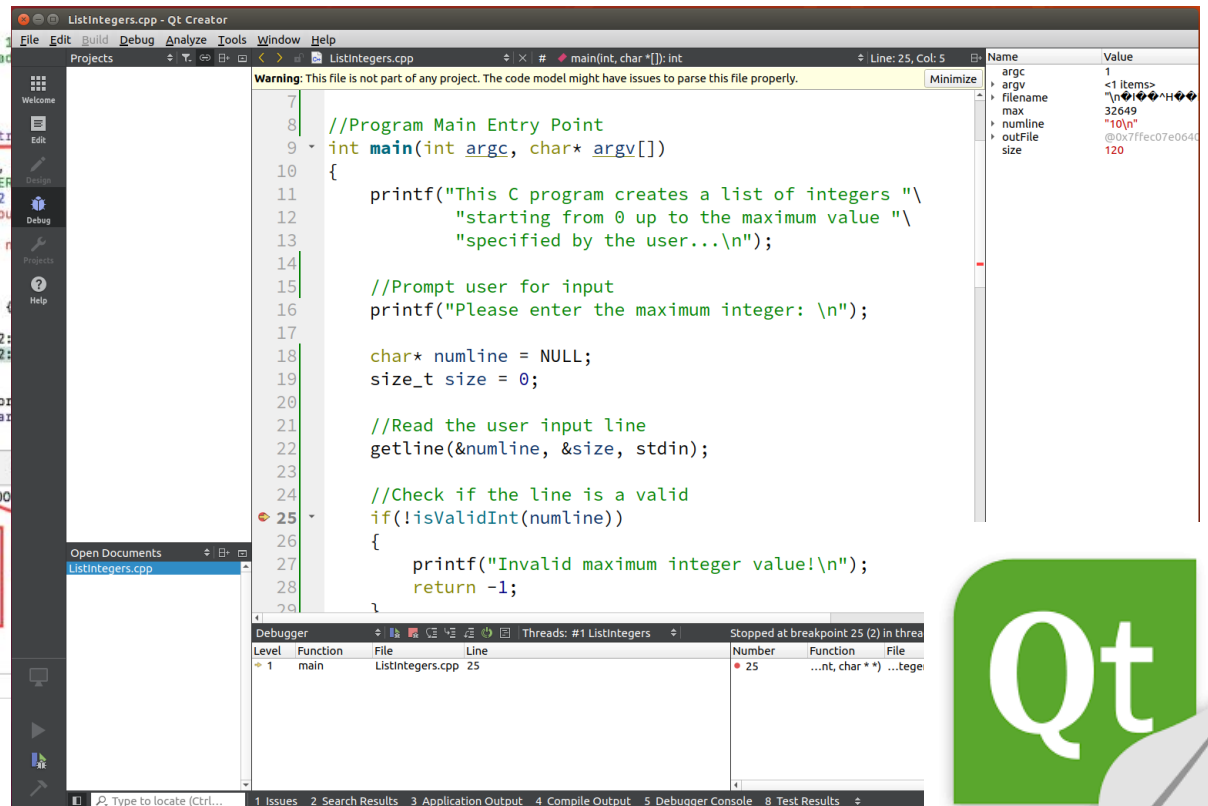 ListIntegers.cpp - Qt Creator
File Edit Build Debug Analyze Tools Window Help
Projects
ListIntegers.cpp
#
main(int, char *[]): int
Line: 25, Col: 5
Warning: This file is not part of any project. The code model might have issues to parse this file properly.
Minimize
Welcome
Edit
Design
Debug
Projects
Help
7
8 //Program Main Entry Point
9 int main(int argc, char* argv[])
10 {
11 printf("This C program creates a list of integers "\
12 "starting from 0 up to the maximum value "\
13 "specified by the user...\n");
14
15 //Prompt user for input
16 printf("Please enter the maximum integer: \n");
17
18 char* numline = NULL;
19 size_t size = 0;
20
21 //Read the user input line
22 getline(&numline, &size, stdin);
23
24 //Check if the line is a valid
25 if(!isValidInt(numline))
26 {
27 printf("Invalid maximum integer value!\n");
28 return -1;
29 }
Name Value
argc 1
argv <1 items>
filename "\n�I��^H��
max 32649
numline "10\n"
outFile @0x7ffec07e0640
size 120
Open Documents
ListIntegers.cpp
Debugger
Threads: #1 ListIntegers
Stopped at breakpoint 25 (2) in threa
Level Function File Line
1 main ListIntegers.cpp 25
Number Function File
25 ...nt, char * *) ...tege
Qt
Type to locate (Ctrl...
1 Issues 2 Search Results 3 Application Output 4 Compile Output 5 Debugger Console 8 Test Results